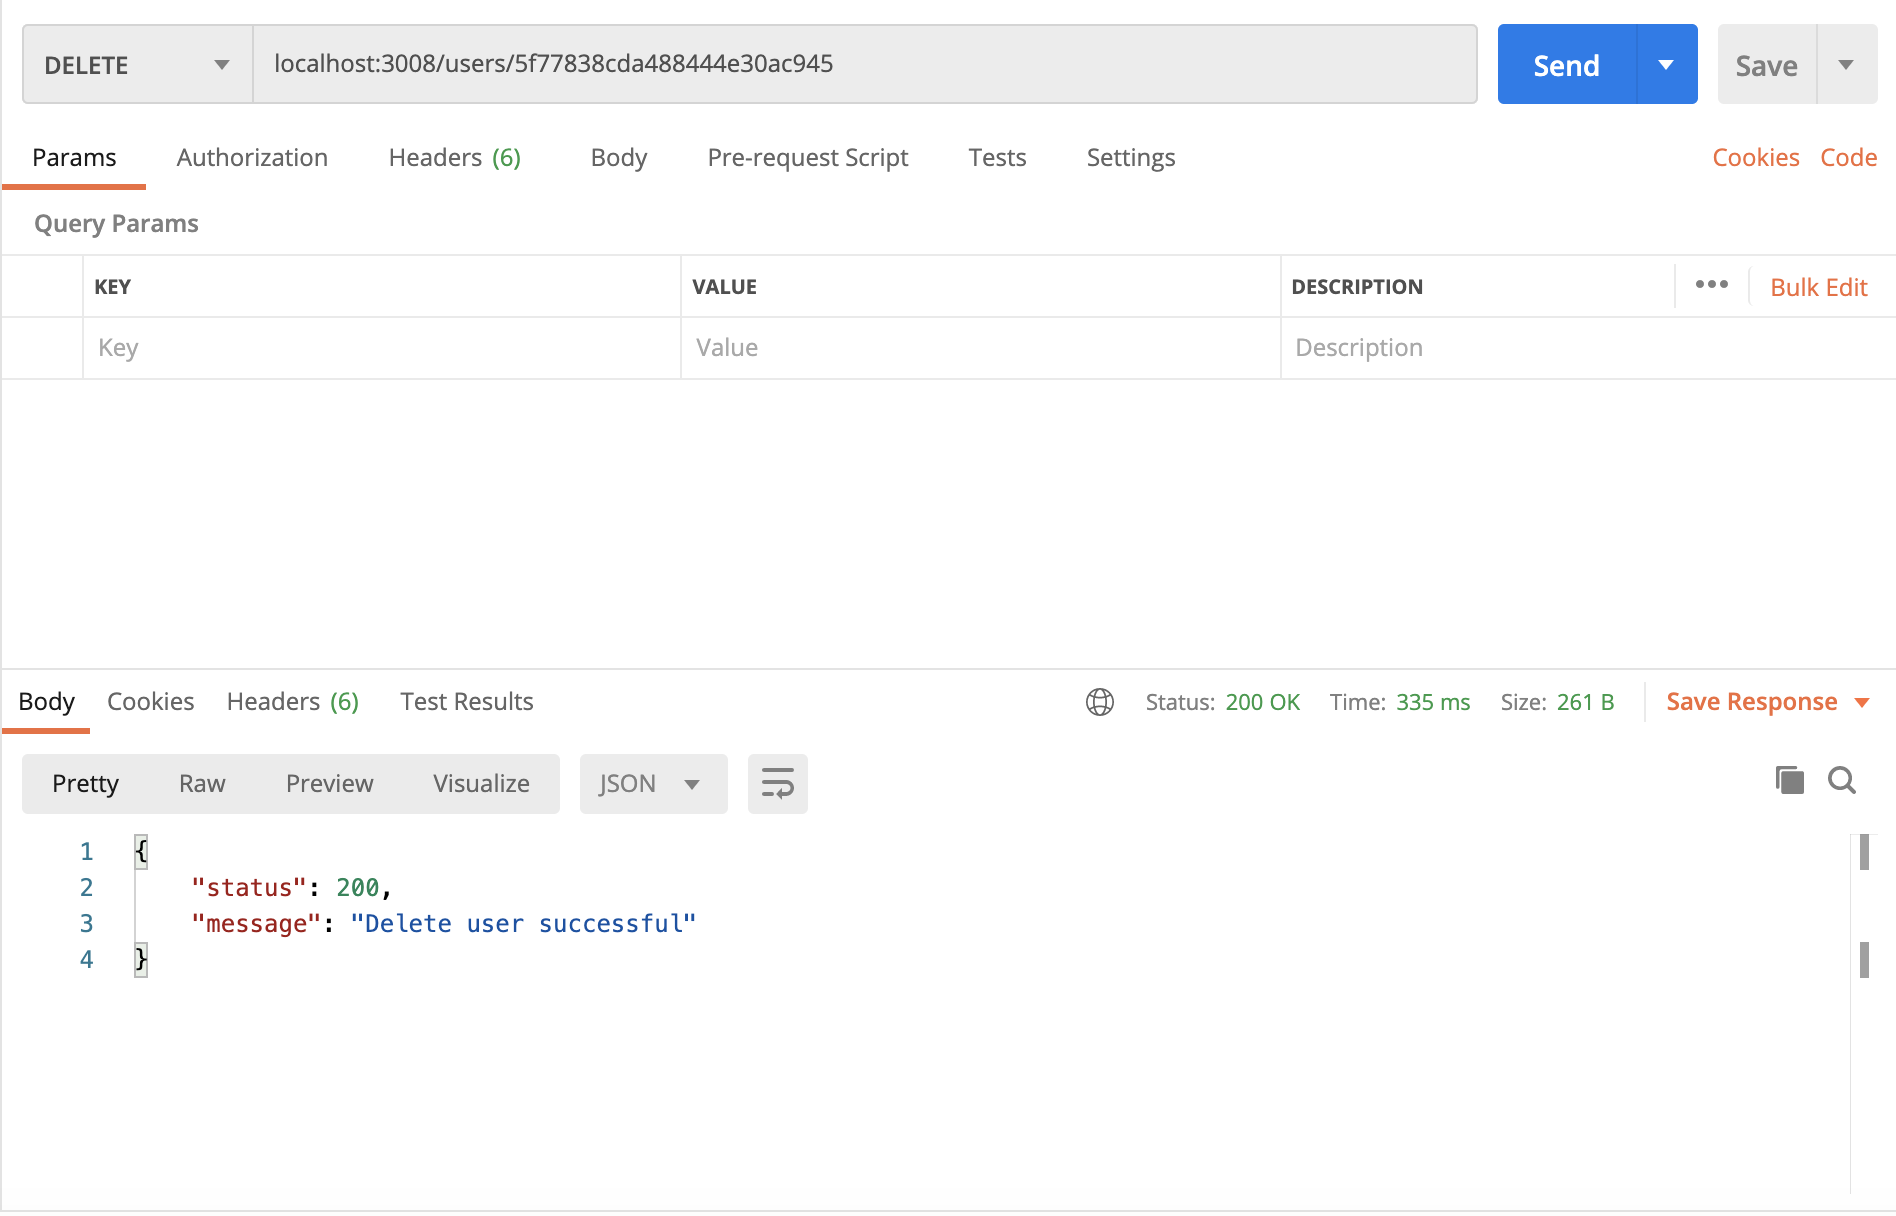 DELETE localhost:3008/users/5f77838cda488444e30ac945 Send Save
Params Authorization Headers (6) Body Pre-request Script Tests Settings Cookies Code
Query Params
KEY VALUE DESCRIPTION ••• Bulk Edit
Key Value Description
Body Cookies Headers (6) Test Results Status: 200 OK Time: 335 ms Size: 261 B Save Response
Pretty Raw Preview Visualize JSON
1 {
2 "status": 200,
3 "message": "Delete user successful"
4 }